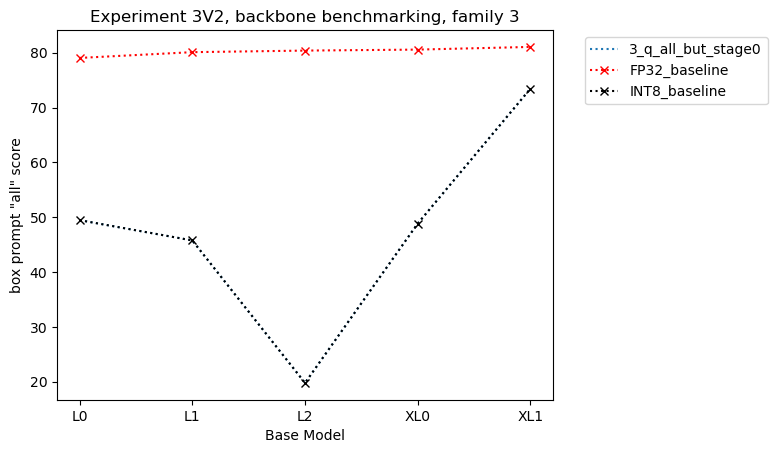 Experiment 3V2, backbone benchmarking, family 3
3_q_all_but_stage0
FP32_baseline
INT8_baseline
box prompt "all" score
80
70
60
50
40
30
20
L0 L1 L2 XL0 XL1
Base Model